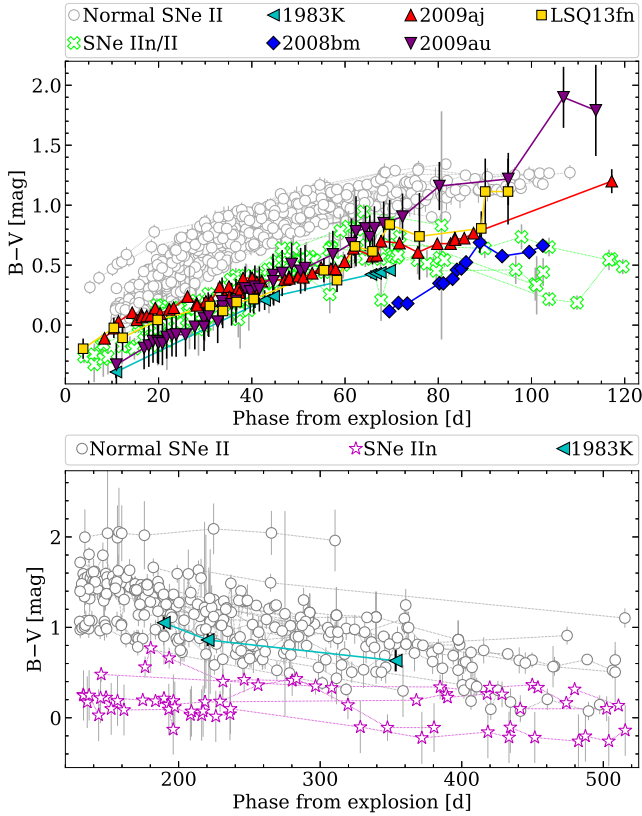 Normal SNe II 1983K 2009aj LSQ13fn
SNe IIn/II 2008bm 2009au
2.0
1.5
1.0
0.5
0.0
B−V [mag]
0 20 40 60 80 100 120
Phase from explosion [d]
Normal SNe II SNe IIn 1983K
2
1
0
B−V [mag]
200 300 400 500
Phase from explosion [d]